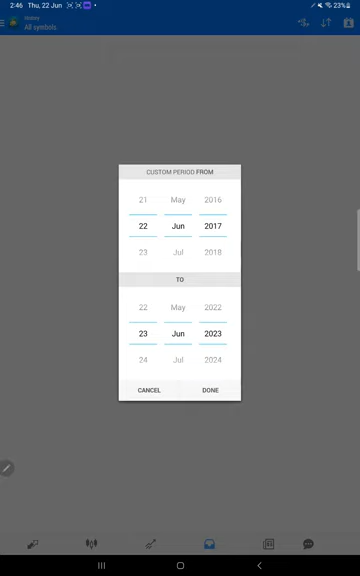 2:46 Thu, 22 Jun
23%
History
All symbols
CUSTOM PERIOD FROM
21 May 2016
22 Jun 2017
23 Jul 2018
TO
22 May 2022
23 Jun 2023
24 Jul 2024
CANCEL DONE